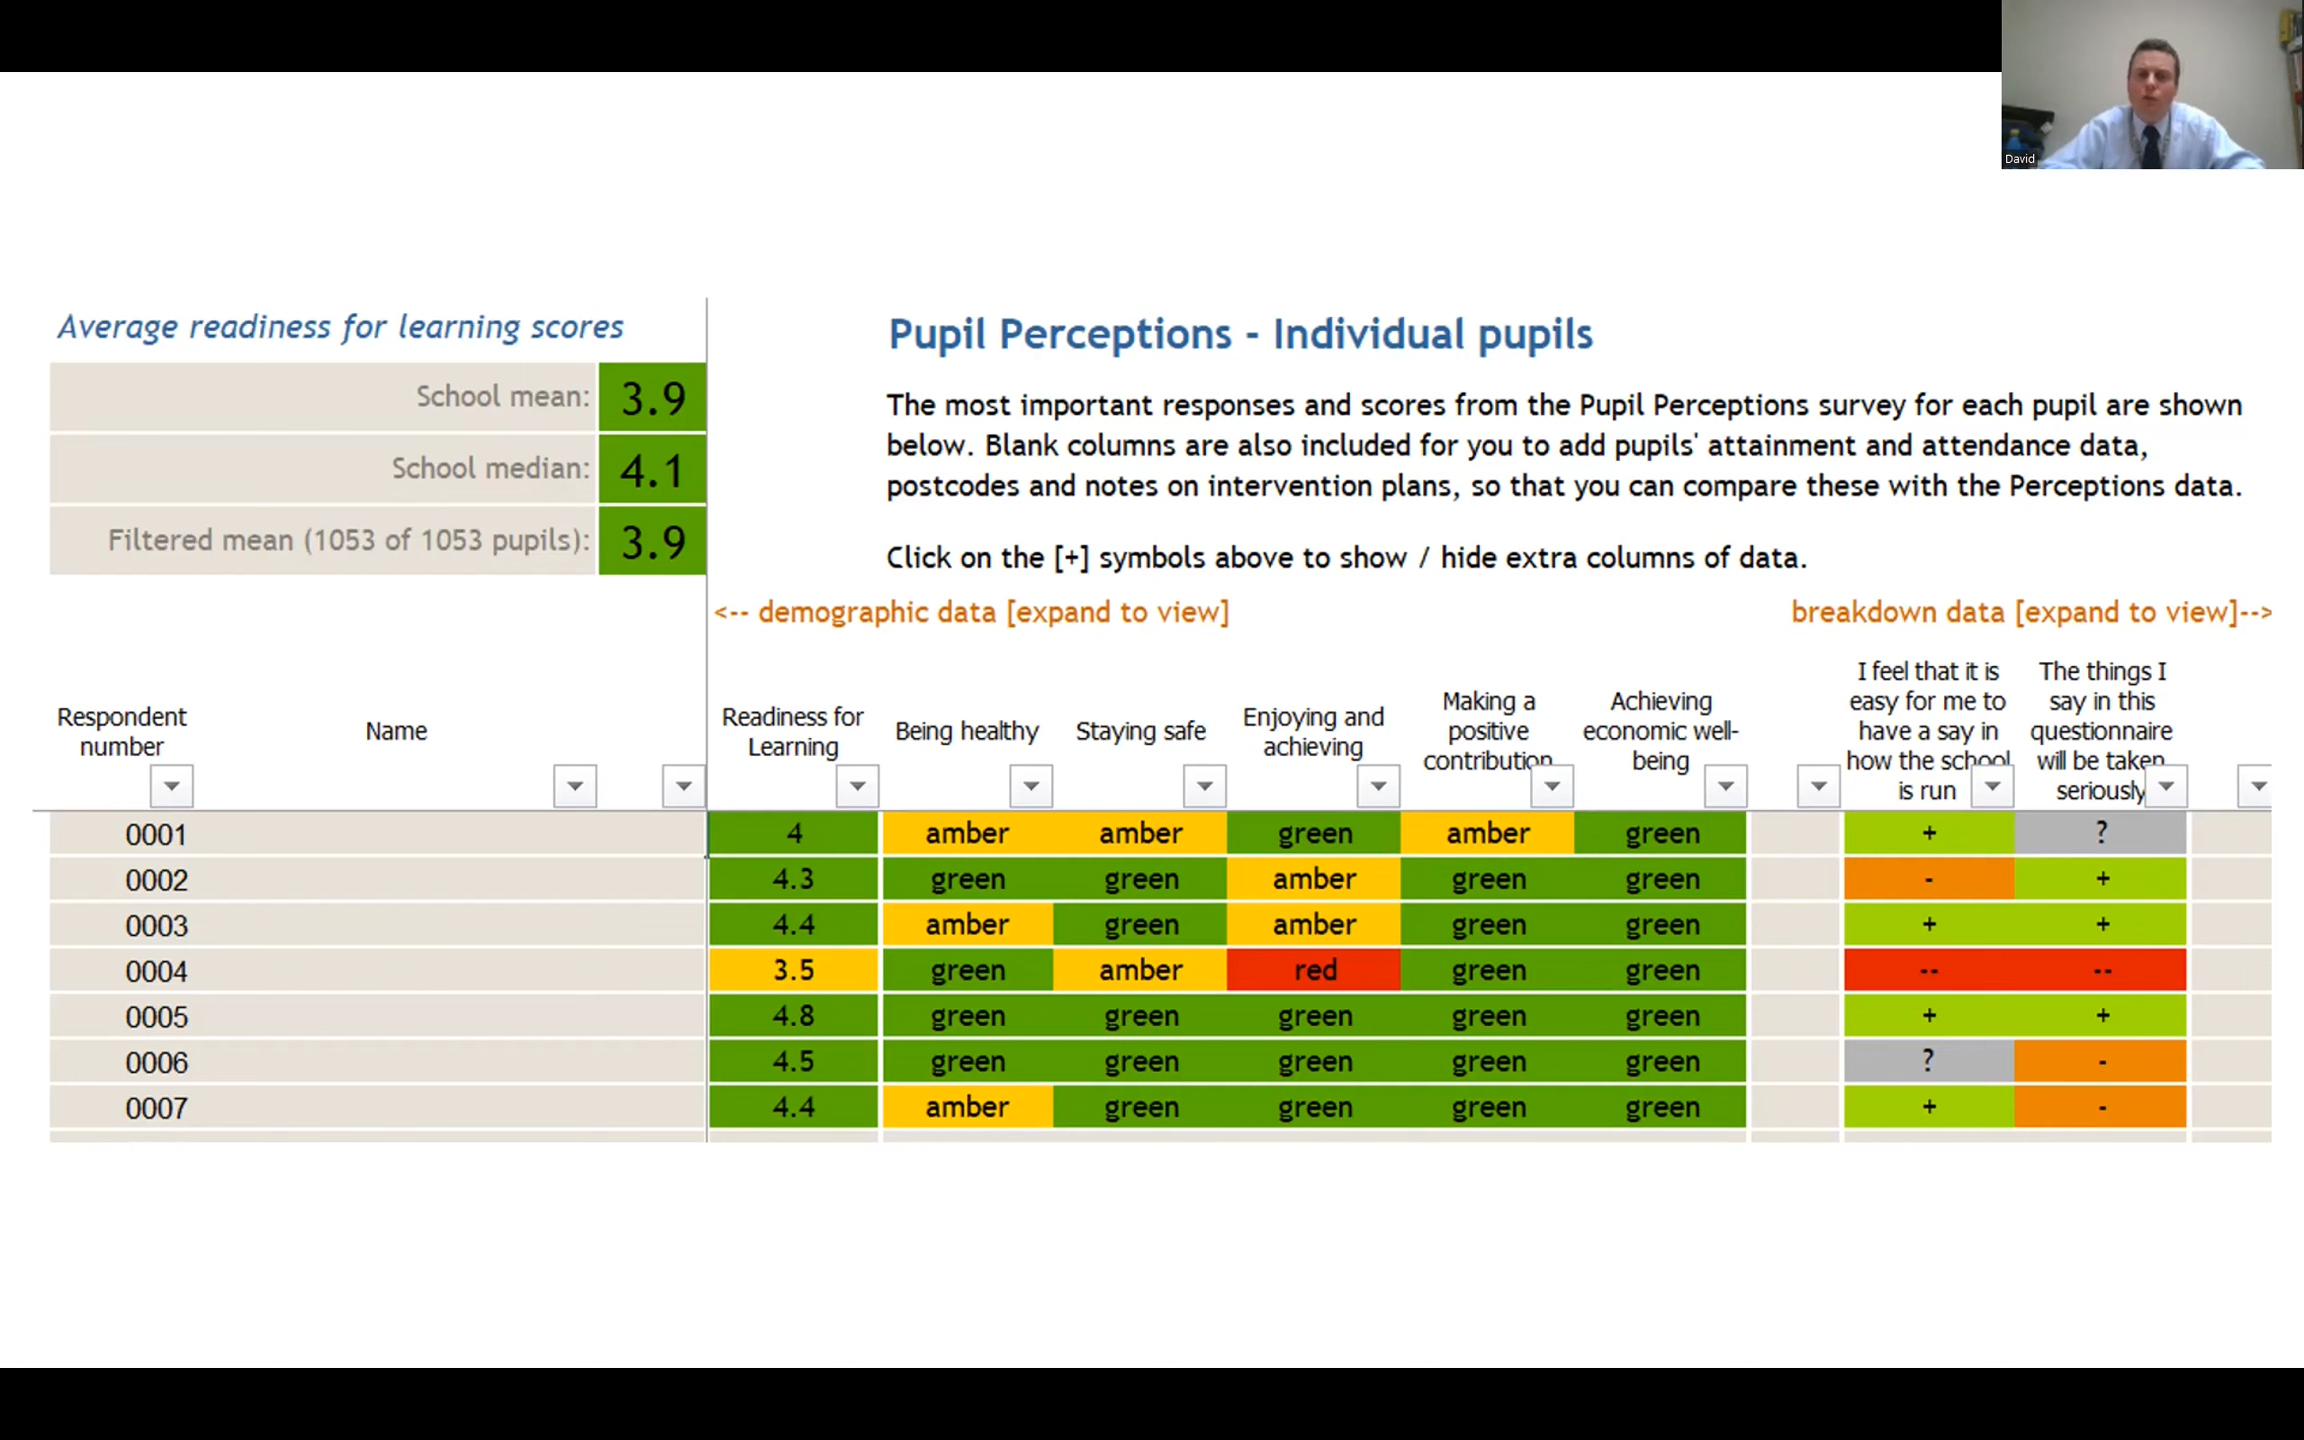 David
Average readiness for learning scores
School mean: 3.9
School median: 4.1
Filtered mean (1053 of 1053 pupils): 3.9
Pupil Perceptions - Individual pupils
The most important responses and scores from the Pupil Perceptions survey for each pupil are shown
below. Blank columns are also included for you to add pupils' attainment and attendance data,
postcodes and notes on intervention plans, so that you can compare these with the Perceptions data.
Click on the [+] symbols above to show / hide extra columns of data.
<-- demographic data [expand to view]
breakdown data [expand to view]-->
Respondent
number
Name
Readiness for
Learning
Being healthy
Staying safe
Enjoying and
achieving
Making a
positive
contribution
Achieving
economic well-
being
I feel that it is
easy for me to
have a say in
how the school
is run
The things I
say in this
questionnaire
will be taken
seriously
0001 4 amber amber green amber green + ?
0002 4.3 green green amber green green - +
0003 4.4 amber green amber green green + +
0004 3.5 green amber red green green -- --
0005 4.8 green green green green green + +
0006 4.5 green green green green green ? -
0007 4.4 amber green green green green + -